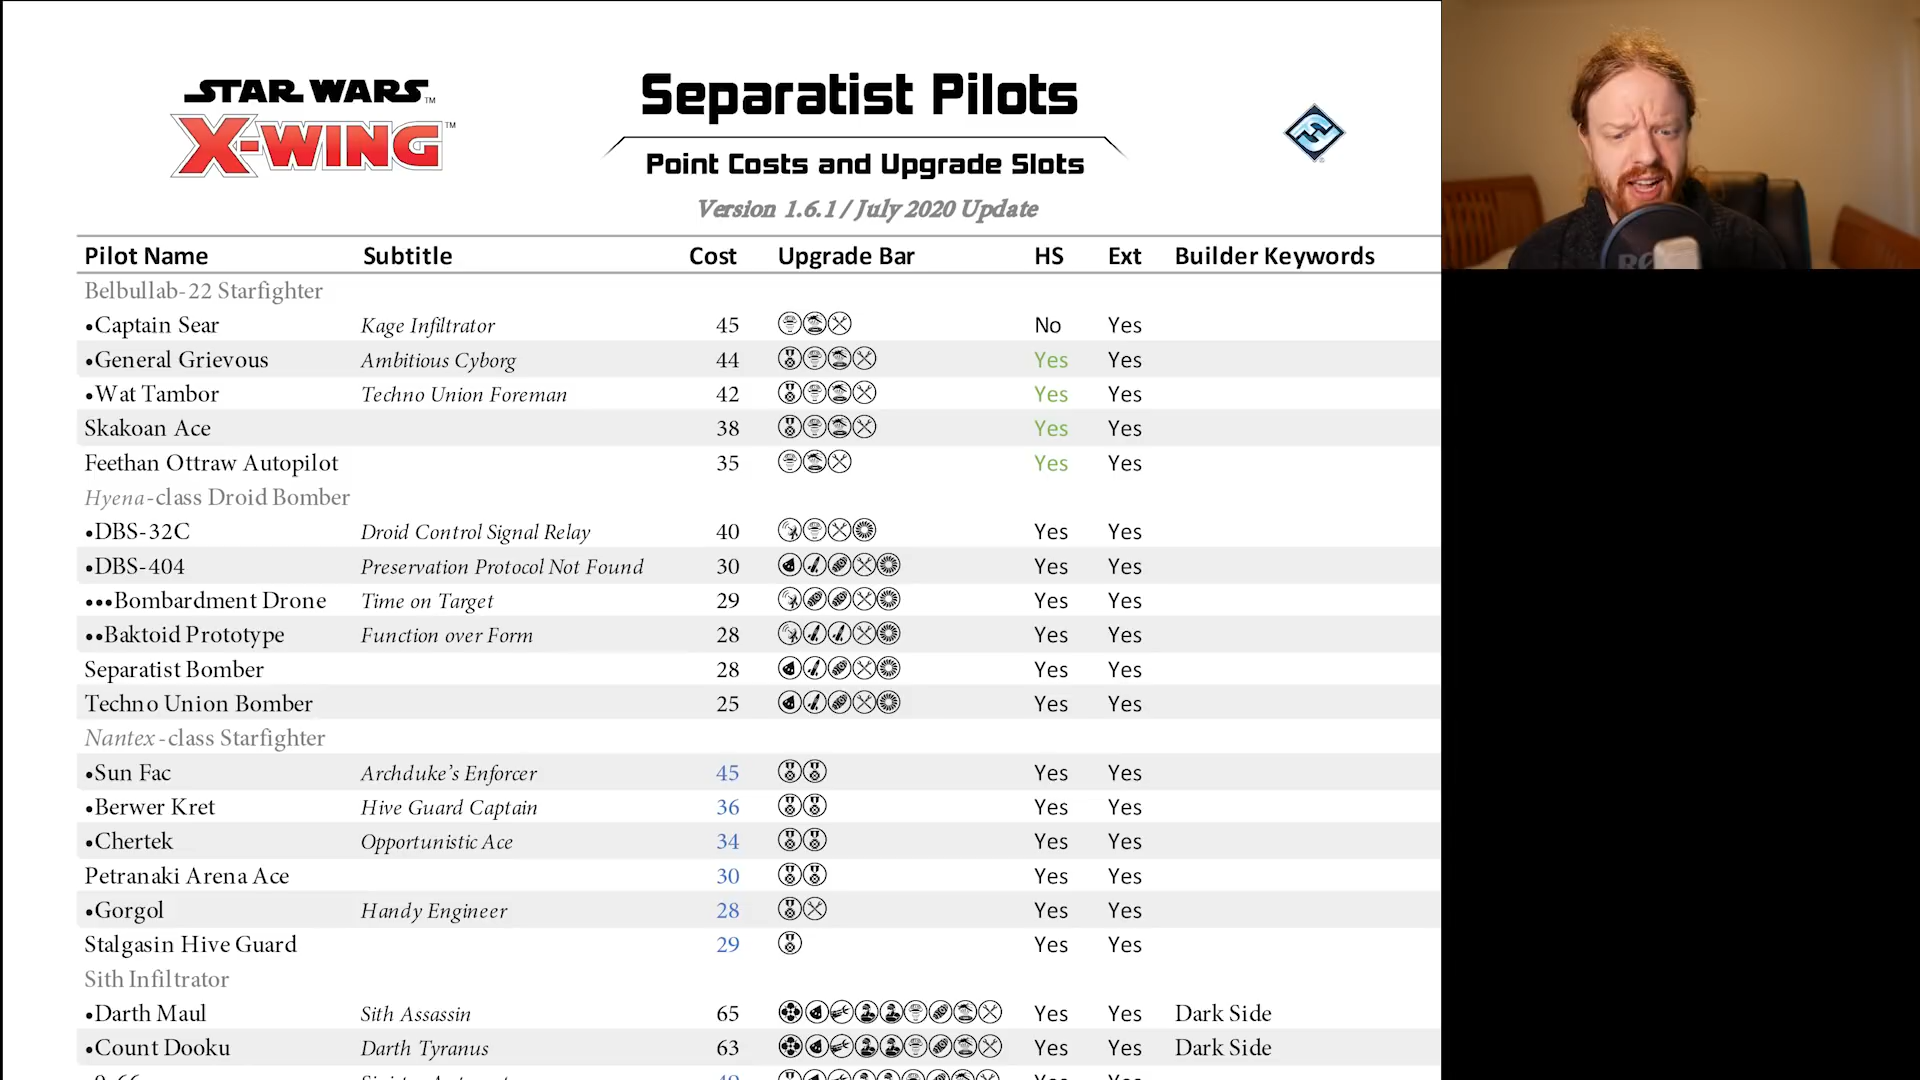 STAR WARS™
X-WING™
Separatist Pilots
Point Costs and Upgrade Slots
Version 1.6.1 / July 2020 Update
Pilot Name Subtitle Cost Upgrade Bar HS Ext Builder Keywords
Belbullab-22 Starfighter
•Captain Sear Kage Infiltrator 45 No Yes
•General Grievous Ambitious Cyborg 44 Yes Yes
•Wat Tambor Techno Union Foreman 42 Yes Yes
Skakoan Ace 38 Yes Yes
Feethan Ottraw Autopilot 35 Yes Yes
Hyena-class Droid Bomber
•DBS-32C Droid Control Signal Relay 40 Yes Yes
•DBS-404 Preservation Protocol Not Found 30 Yes Yes
•••Bombardment Drone Time on Target 29 Yes Yes
••Baktoid Prototype Function over Form 28 Yes Yes
Separatist Bomber 28 Yes Yes
Techno Union Bomber 25 Yes Yes
Nantex-class Starfighter
•Sun Fac Archduke's Enforcer 45 Yes Yes
•Berwer Kret Hive Guard Captain 36 Yes Yes
•Chertek Opportunistic Ace 34 Yes Yes
Petranaki Arena Ace 30 Yes Yes
•Gorgol Handy Engineer 28 Yes Yes
Stalgasin Hive Guard 29 Yes Yes
Sith Infiltrator
•Darth Maul Sith Assassin 65 Yes Yes Dark Side
•Count Dooku Darth Tyranus 63 Yes Yes Dark Side